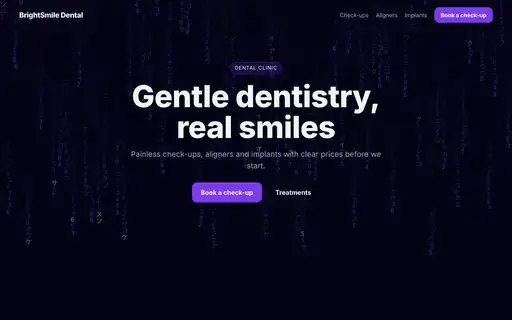 BrightSmile Dental
Check-ups Aligners Implants Book a check-up
DENTAL CLINIC
Gentle dentistry,
real smiles
Painless check-ups, aligners and implants with clear prices before we
start.
Book a check-up Treatments